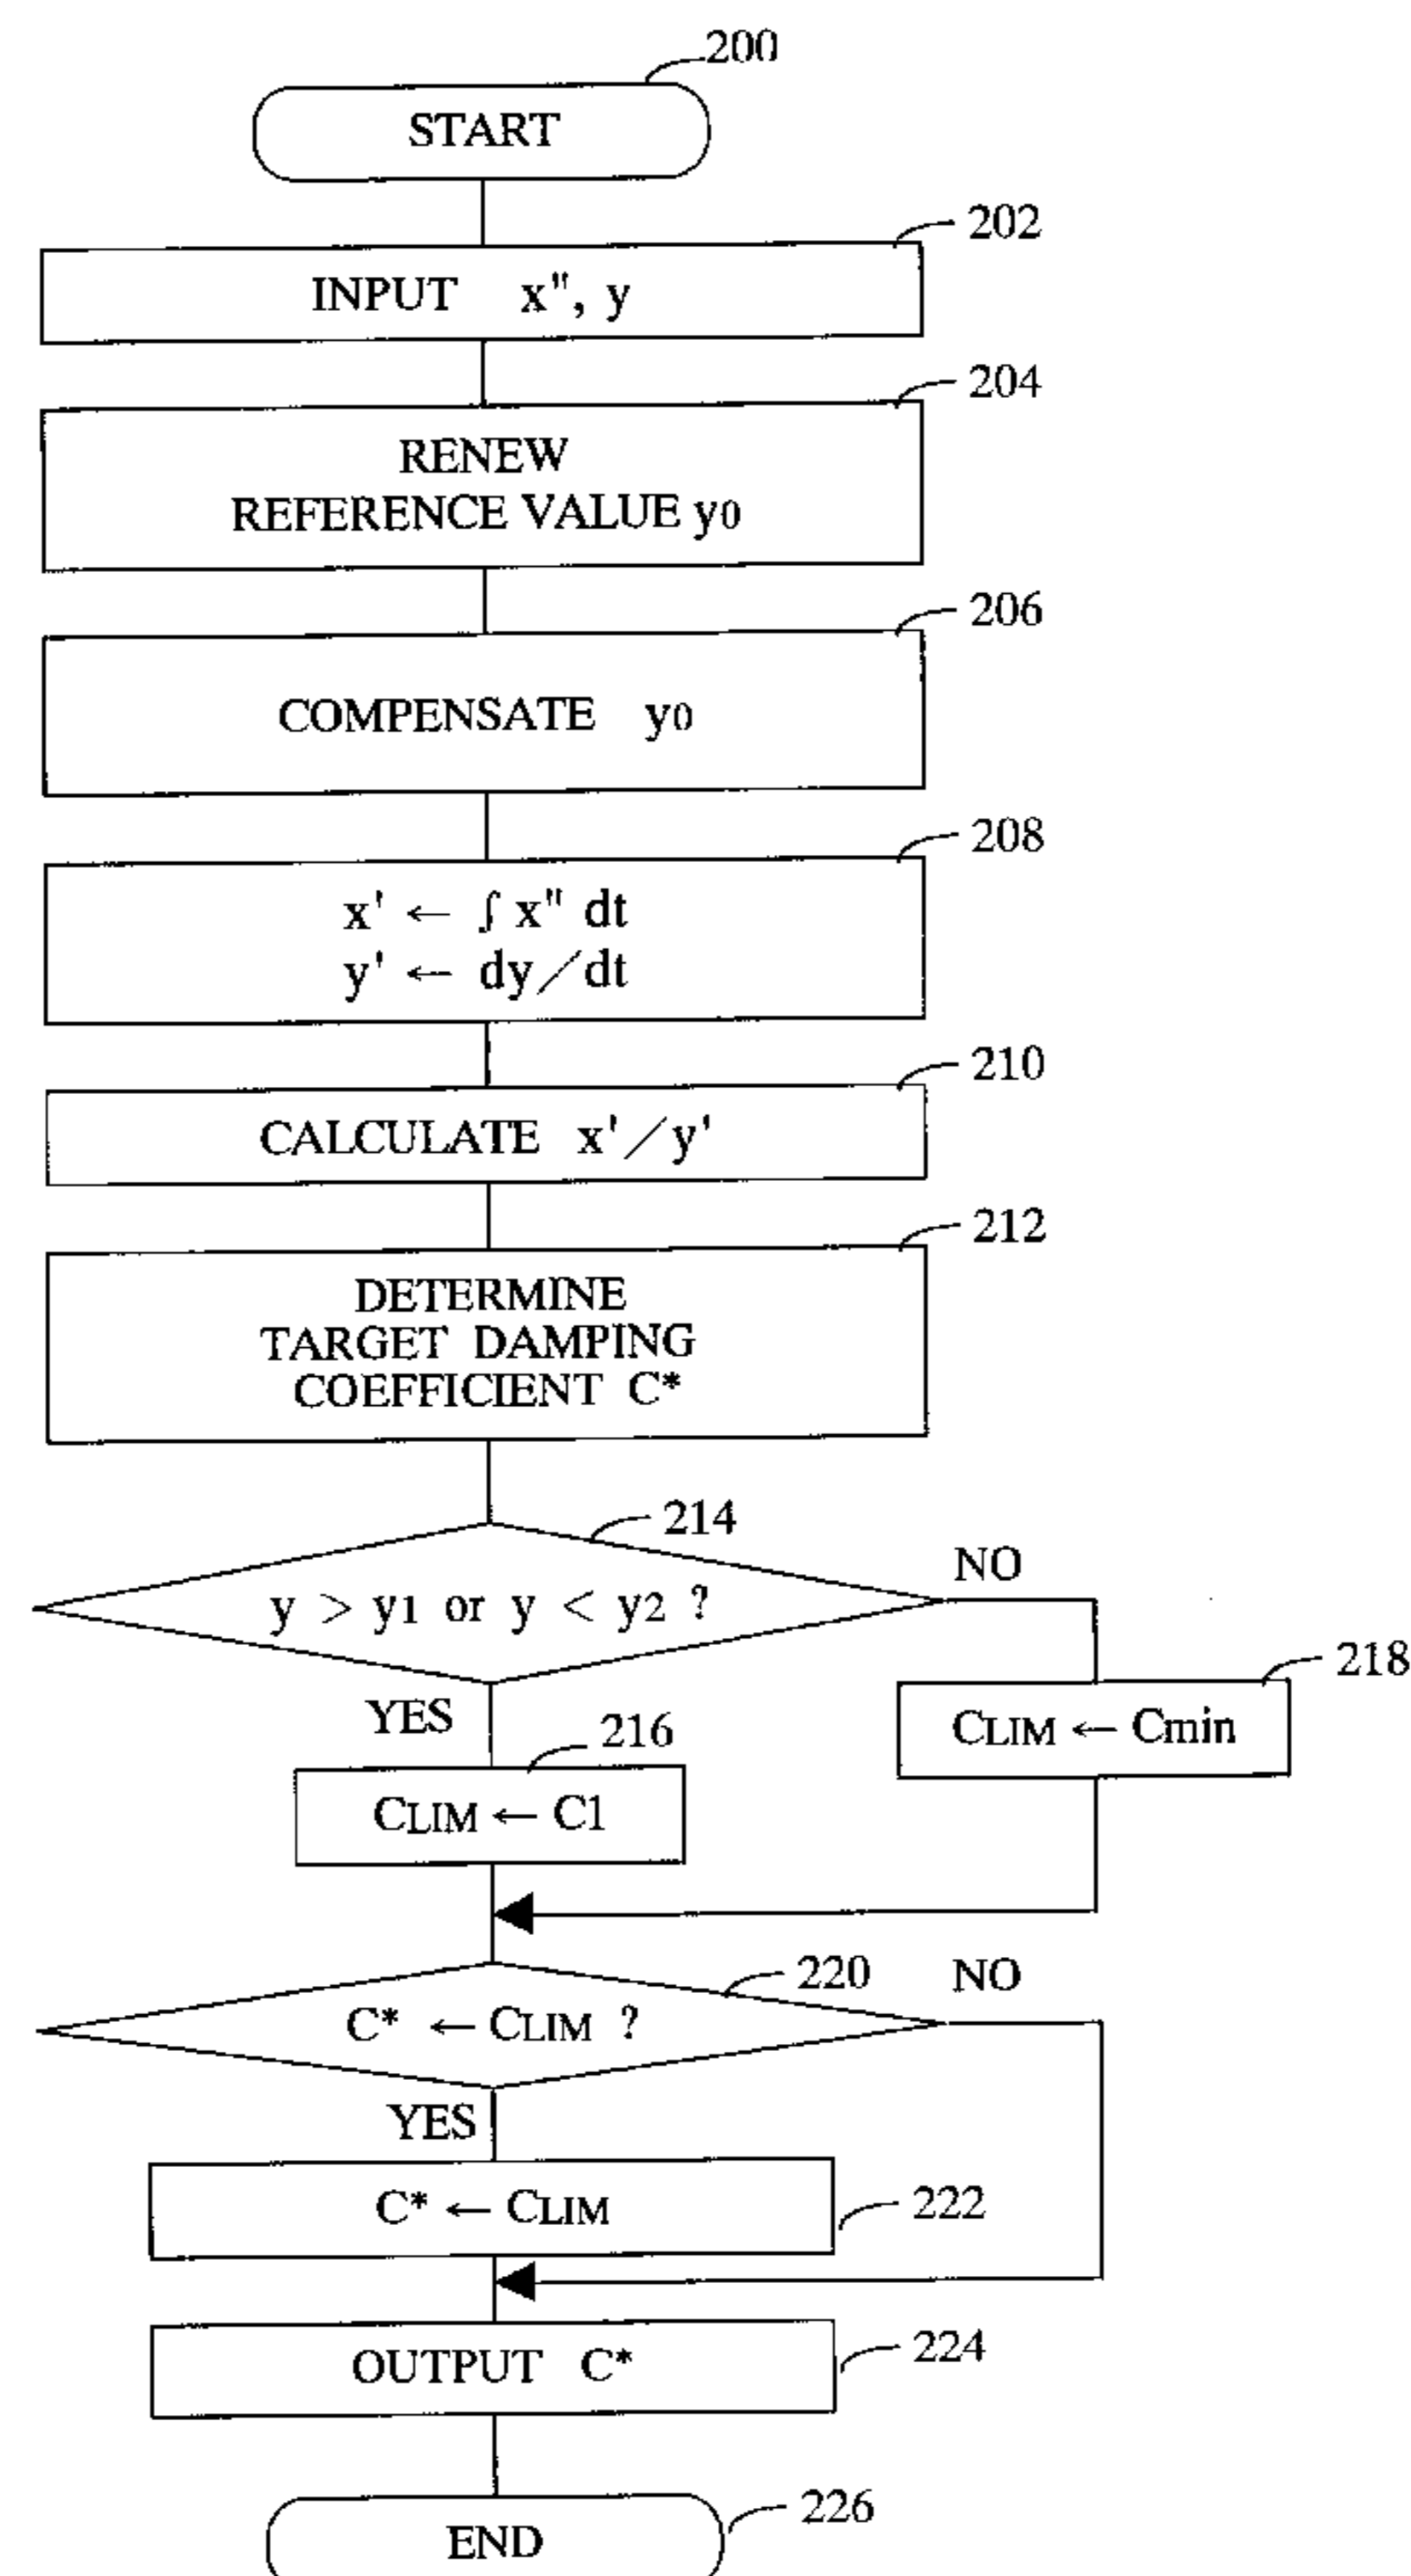 200
START
202
INPUT x", y
204
RENEW
REFERENCE VALUE y0
206
COMPENSATE y0
208
x' ← ∫ x" dt
y' ← dy/dt
210
CALCULATE x'/y'
212
DETERMINE
TARGET DAMPING
COEFFICIENT C*
214
NO
y > y1 or y < y2 ?
218
CLIM ← Cmin
YES
216
CLIM ← C1
220
NO
C* ← CLIM ?
YES
C* ← CLIM
222
OUTPUT C*
224
END
226